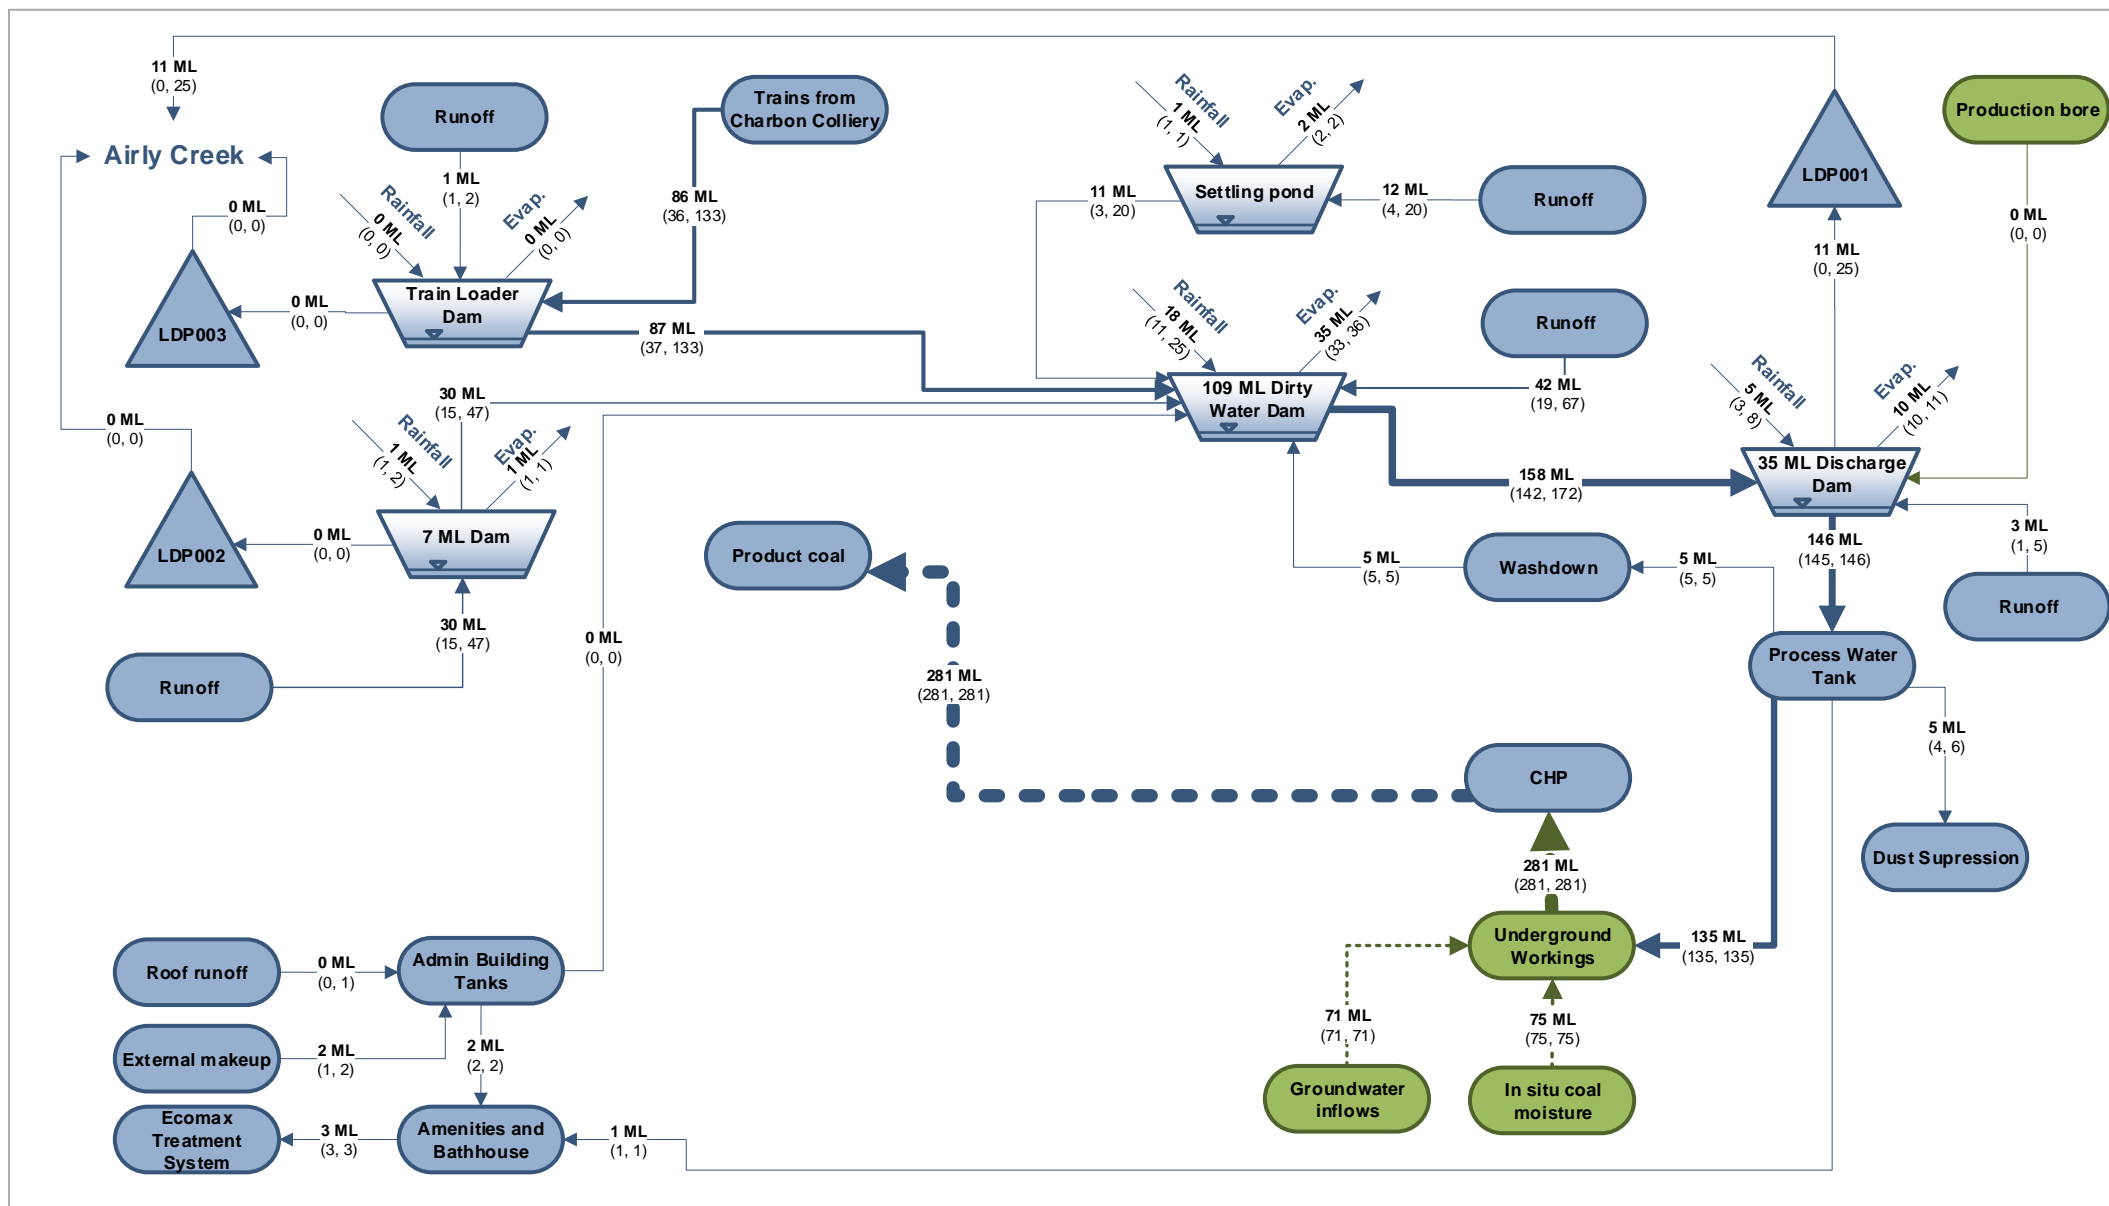 11 ML
(0, 25)
Airly Creek
Runoff
Trains from
Charbon Colliery
1 ML
(1, 2)
86 ML
(36, 133)
Rainfall
0 ML
(0, 0)
Evap.
0 ML
(0, 0)
0 ML
(0, 0)
LDP003
0 ML
(0, 0)
Train Loader
Dam
87 ML
(37, 133)
Rainfall
1 ML
(1, 1)
Evap.
2 ML
(2, 2)
Settling pond
11 ML
(3, 20)
12 ML
(4, 20)
Runoff
LDP001
Production bore
11 ML
(0, 25)
0 ML
(0, 0)
Rainfall
18 ML
(11, 25)
Evap.
35 ML
(33, 36)
Runoff
109 ML Dirty
Water Dam
42 ML
(19, 67)
Rainfall
5 ML
(3, 8)
Evap.
10 ML
(10, 11)
35 ML Discharge
Dam
30 ML
(15, 47)
0 ML
(0, 0)
Rainfall
1 ML
(1, 2)
Evap.
1 ML
(1, 1)
7 ML Dam
LDP002
0 ML
(0, 0)
158 ML
(142, 172)
146 ML
(145, 146)
3 ML
(1, 5)
Product coal
5 ML
(5, 5)
Washdown
5 ML
(5, 5)
Runoff
30 ML
(15, 47)
Runoff
0 ML
(0, 0)
281 ML
(281, 281)
Process Water
Tank
5 ML
(4, 6)
CHP
Dust Supression
281 ML
(281, 281)
Underground
Workings
135 ML
(135, 135)
Roof runoff
0 ML
(0, 1)
Admin Building
Tanks
External makeup
2 ML
(1, 2)
2 ML
(2, 2)
71 ML
(71, 71)
75 ML
(75, 75)
Groundwater
inflows
In situ coal
moisture
Ecomax
Treatment
System
3 ML
(3, 3)
Amenities and
Bathhouse
1 ML
(1, 1)